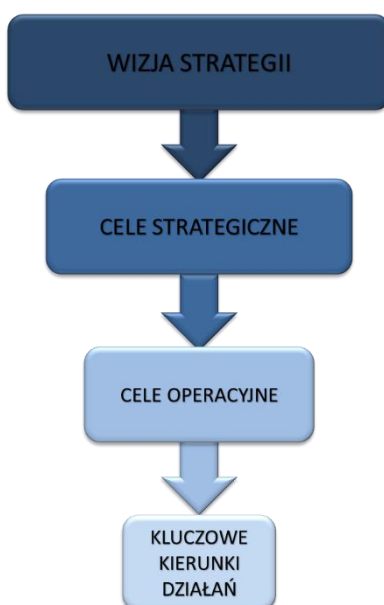 WIZJA STRATEGII
CELE STRATEGICZNE
CELE OPERACYJNE
KLUCZOWE
KIERUNKI
DZIAŁAŃ